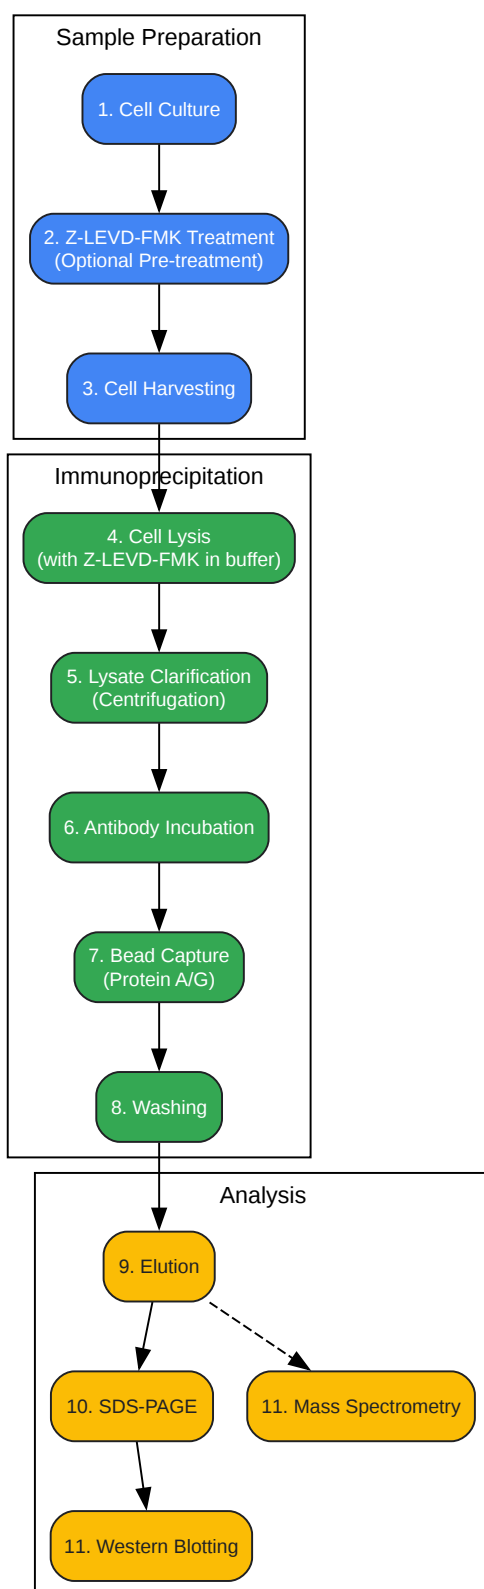 Sample Preparation
1. Cell Culture
2. Z-LEVD-FMK Treatment
(Optional Pre-treatment)
3. Cell Harvesting
Immunoprecipitation
4. Cell Lysis
(with Z-LEVD-FMK in buffer)
5. Lysate Clarification
(Centrifugation)
6. Antibody Incubation
7. Bead Capture
(Protein A/G)
8. Washing
Analysis
9. Elution
10. SDS-PAGE
11. Mass Spectrometry
11. Western Blotting